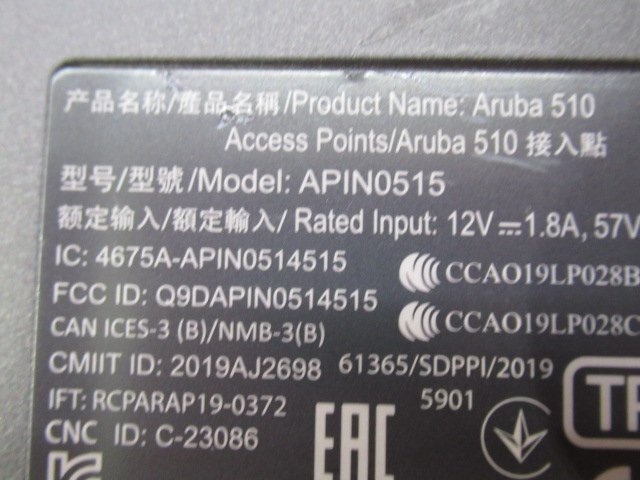 产品名称/產品名稱/Product Name: Aruba 510
Access Points/Aruba 510 接入點
型号/型號/Model: APIN0515
额定输入/額定輸入/ Rated Input: 12V⎓1.8A, 57V
IC: 4675A-APIN0514515
FCC ID: Q9DAPIN0514515
CCAO19LP028B
CAN ICES-3 (B)/NMB-3(B)
CCAO19LP028C
CMIIT ID: 2019AJ2698
61365/SDPPI/2019
IFT: RCPARAP19-0372
5901
CNC ID: C-23086
EAC